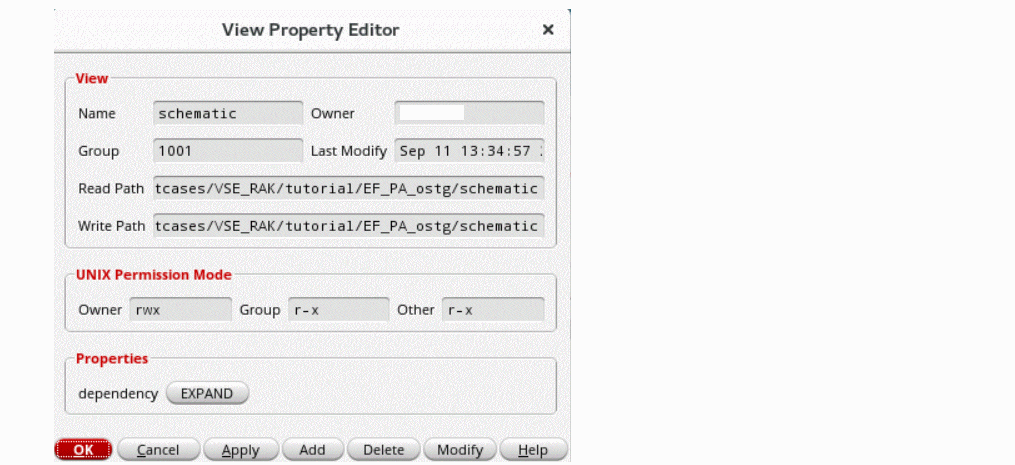 View Property Editor ×
View
Name schematic Owner
Group 1001 Last Modify Sep 11 13:34:57
Read Path tcases/VSE_RAK/tutorial/EF_PA_ostg/schematic
Write Path tcases/VSE_RAK/tutorial/EF_PA_ostg/schematic
UNIX Permission Mode
Owner rwx Group r-x Other r-x
Properties
dependency EXPAND
OK Cancel Apply Add Delete Modify Help